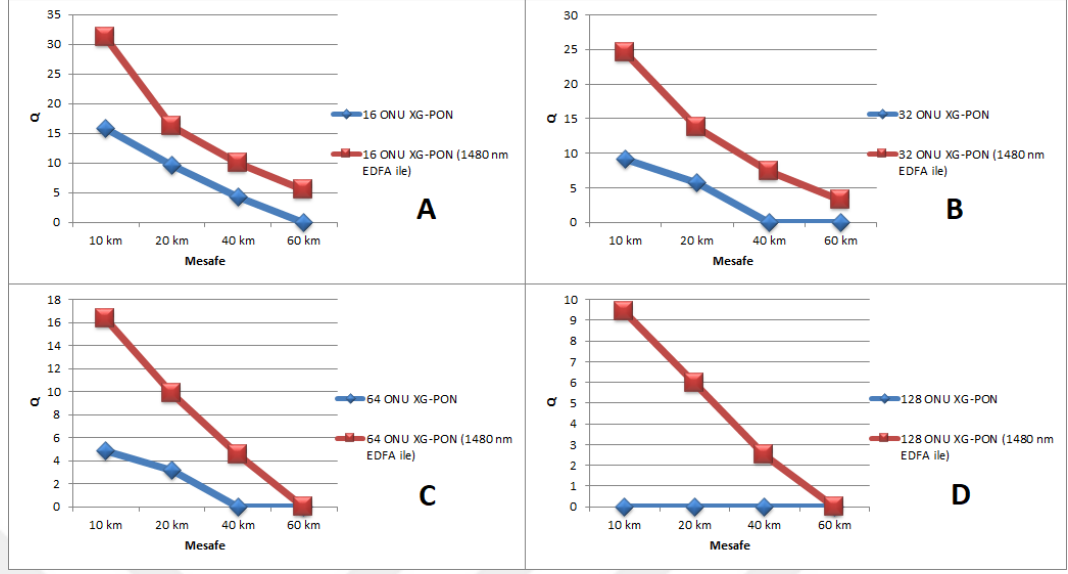 35
30
25
20
15
10
5
0
Q
10 km 20 km 40 km 60 km
Mesafe
16 ONU XG-PON
16 ONU XG-PON (1480 nm
EDFA ile)
A
30
25
20
15
10
5
0
Q
10 km 20 km 40 km 60 km
Mesafe
32 ONU XG-PON
32 ONU XG-PON (1480 nm
EDFA ile)
B
18
16
14
12
10
8
6
4
2
0
Q
10 km 20 km 40 km 60 km
Mesafe
64 ONU XG-PON
64 ONU XG-PON (1480 nm
EDFA ile)
C
10
9
8
7
6
5
4
3
2
1
0
Q
10 km 20 km 40 km 60 km
Mesafe
128 ONU XG-PON
128 ONU XG-PON (1480 nm
EDFA ile)
D